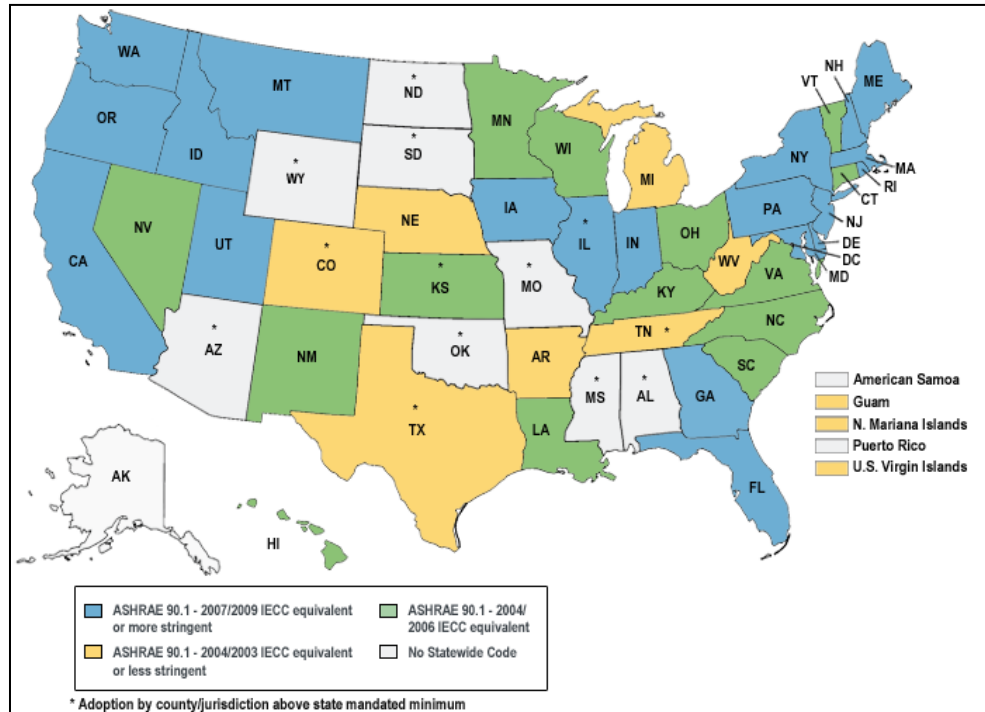 WA
MT
*
ND
MN
VT
NH
ME
OR
ID
*
SD
WI
NY
MA
*
WY
MI
RI
CT
IA
PA
NJ
NE
*
IL
IN
OH
DE
DC
MD
NV
UT
*
CO
WV
VA
CA
*
KS
*
MO
KY
NC
*
AZ
NM
*
OK
AR
TN *
SC
*
MS
*
AL
GA
*
TX
LA
FL
American Samoa
Guam
N. Mariana Islands
Puerto Rico
U.S. Virgin Islands
AK
HI
ASHRAE 90.1 - 2007/2009 IECC equivalent
or more stringent
ASHRAE 90.1 - 2004/
2006 IECC equivalent
ASHRAE 90.1 - 2004/2003 IECC equivalent
or less stringent
No Statewide Code
* Adoption by county/jurisdiction above state mandated minimum